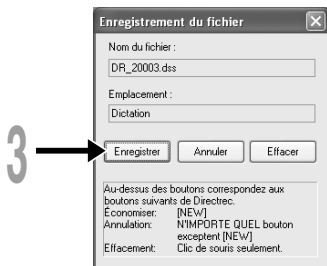 Enregistrement du fichier
Nom du fichier :
DR_20003.dss
Emplacement :
Dictation
3
Enregistrer Annuler Effacer
Au-dessus des boutons correspondez aux
boutons suivants de Directrec.
Économiser: [NEW]
Annulation: N'IMPORTE QUEL bouton
exceptent [NEW]
Effacement: Clic de souris seulement.